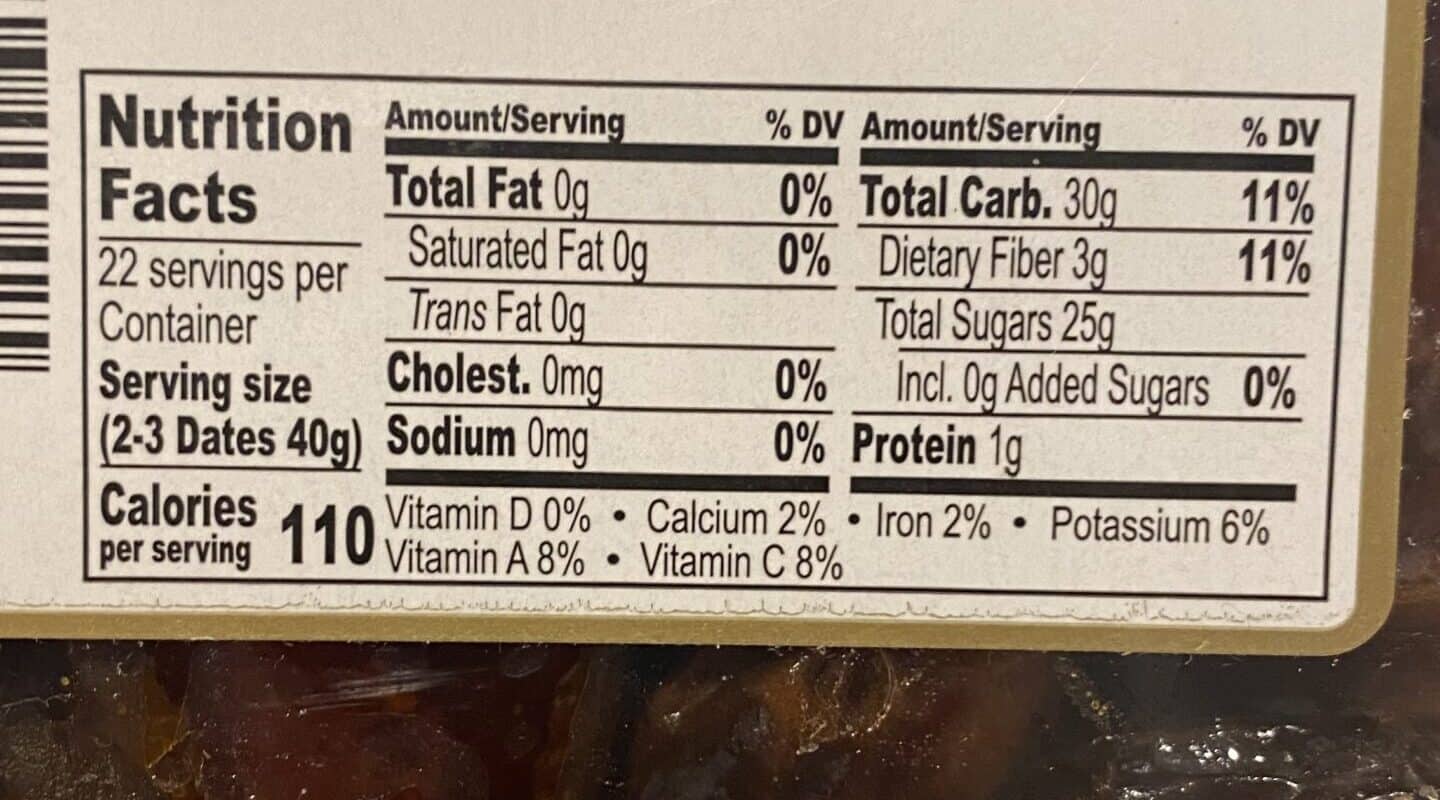 Nutrition
Facts
22 servings per
Container
Serving size
(2-3 Dates 40g)
Calories
per serving 110
Amount/Serving % DV
Total Fat 0g 0%
Saturated Fat 0g 0%
Trans Fat 0g
Cholest. 0mg 0%
Sodium 0mg 0%
Amount/Serving % DV
Total Carb. 30g 11%
Dietary Fiber 3g 11%
Total Sugars 25g
Incl. 0g Added Sugars 0%
Protein 1g
Vitamin D 0% • Calcium 2% • Iron 2% • Potassium 6%
Vitamin A 8% • Vitamin C 8%